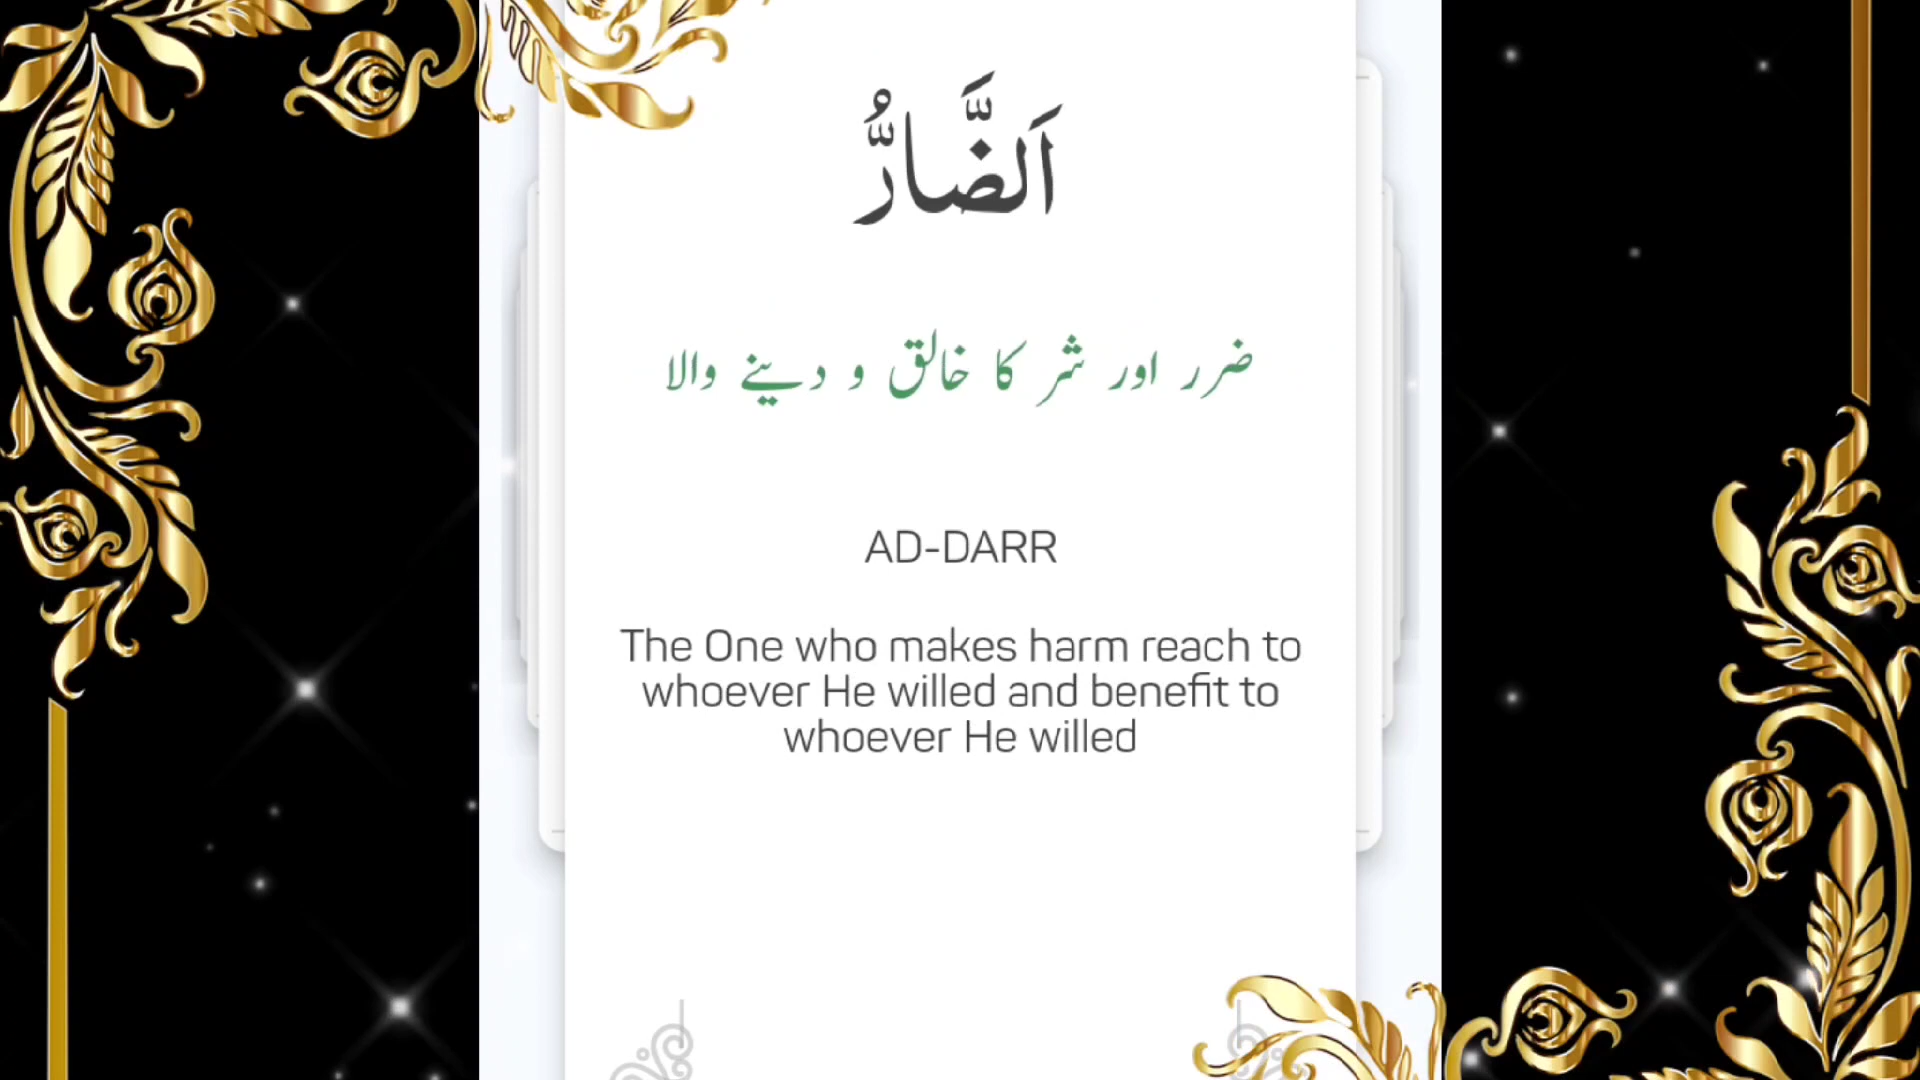 اَلضَّارُّ
ضرر اور شر کا خالق و دینے والا
AD-DARR
The One who makes harm reach to
whoever He willed and benefit to
whoever He willed